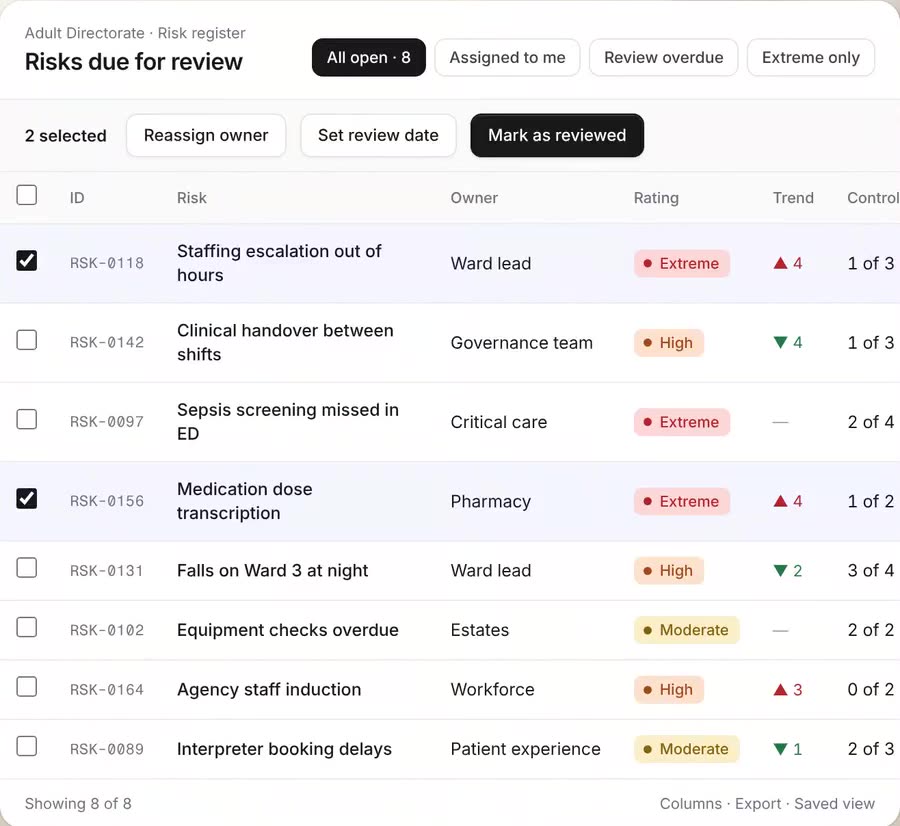 Adult Directorate · Risk register
Risks due for review
All open · 8
Assigned to me
Review overdue
Extreme only
2 selected
Reassign owner
Set review date
Mark as reviewed
ID Risk Owner Rating Trend Control
RSK-0118 Staffing escalation out of hours Ward lead Extreme ▲ 4 1 of 3
RSK-0142 Clinical handover between shifts Governance team High ▼ 4 1 of 3
RSK-0097 Sepsis screening missed in ED Critical care Extreme — 2 of 4
RSK-0156 Medication dose transcription Pharmacy Extreme ▲ 4 1 of 2
RSK-0131 Falls on Ward 3 at night Ward lead High ▼ 2 3 of 4
RSK-0102 Equipment checks overdue Estates Moderate — 2 of 2
RSK-0164 Agency staff induction Workforce High ▲ 3 0 of 2
RSK-0089 Interpreter booking delays Patient experience Moderate ▼ 1 2 of 3
Showing 8 of 8
Columns · Export · Saved view